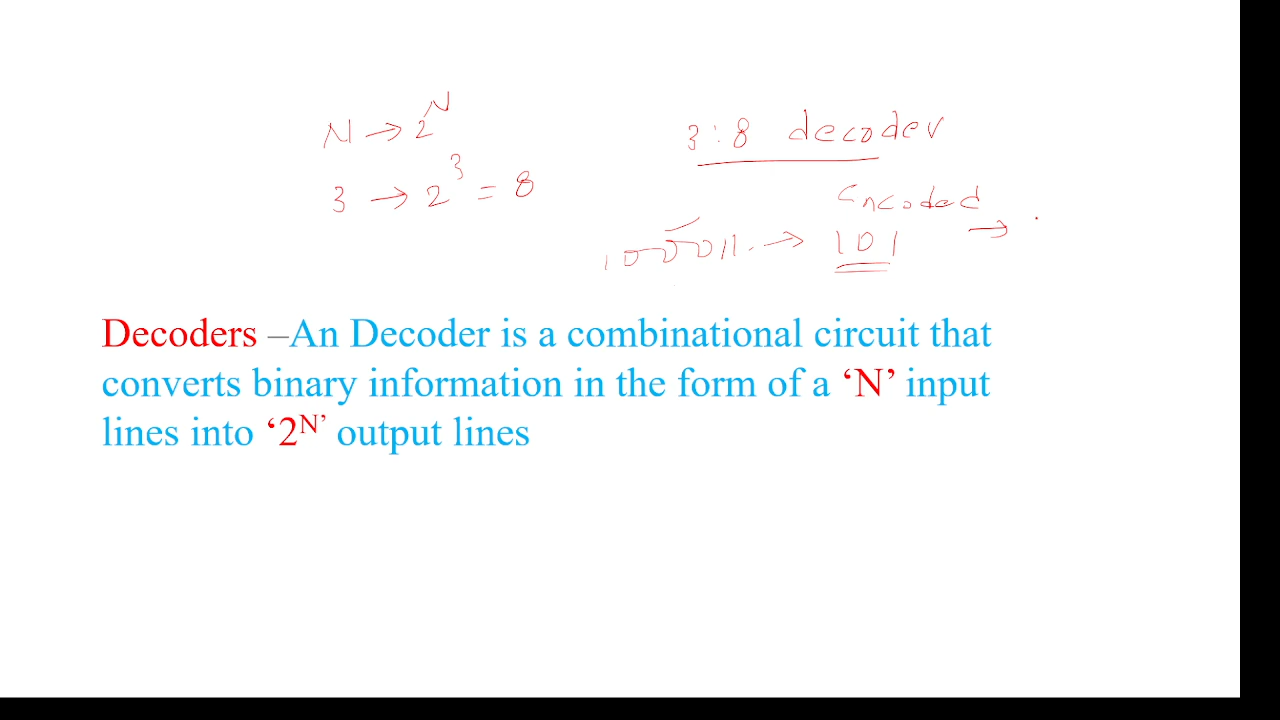 N → 2^N
3 → 2^3 = 8
3:8 decoder
Encoded
→ 101 →
Decoders –An Decoder is a combinational circuit that
converts binary information in the form of a ‘N’ input
lines into ‘2^N’ output lines